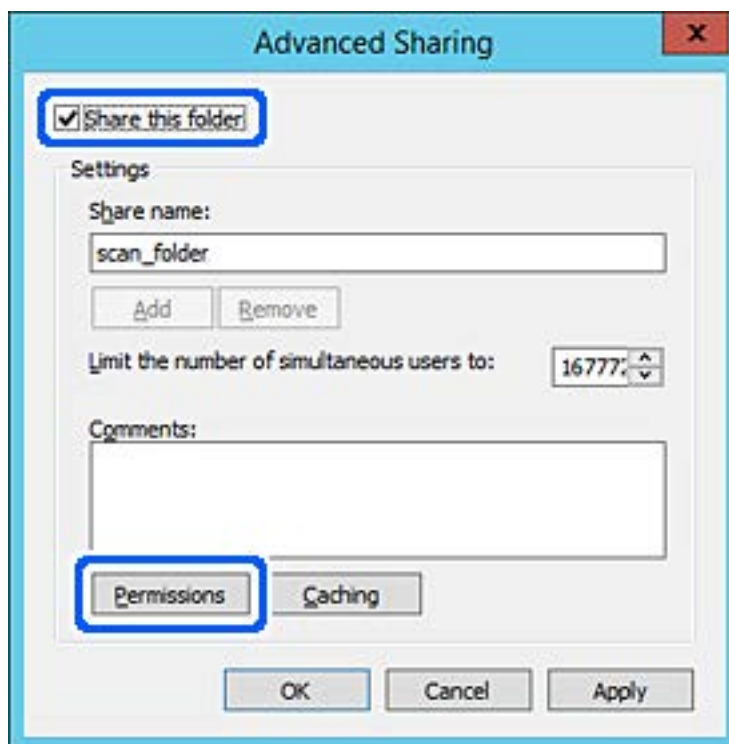 Advanced Sharing
x
Share this folder
Settings
Share name:
scan_folder
Add Remove
Limit the number of simultaneous users to:
Comments:
Permissions Caching
OK Cancel Apply